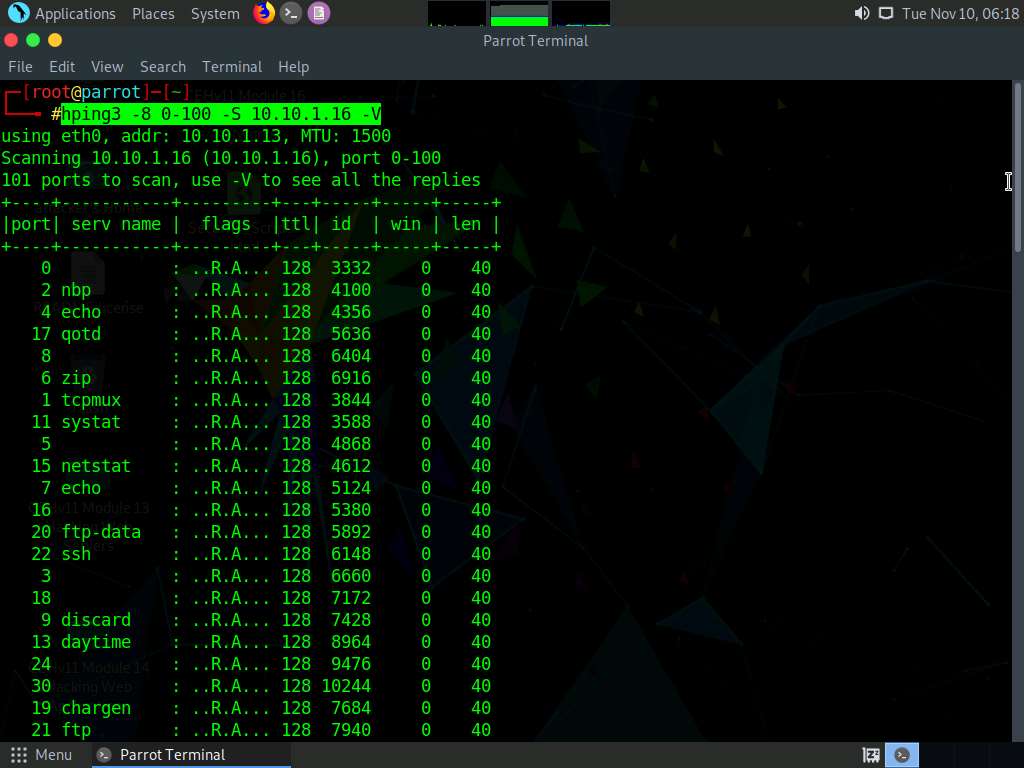 Applications Places System Tue Nov 10, 06:18
Parrot Terminal
File Edit View Search Terminal Help
┌─[root@parrot]─[~]
└──╼ #hping3 -8 0-100 -S 10.10.1.16 -V
using eth0, addr: 10.10.1.13, MTU: 1500
Scanning 10.10.1.16 (10.10.1.16), port 0-100
101 ports to scan, use -V to see all the replies
+----+-----------+---------+---+-----+-----+-----+
|port| serv name |  flags  |ttl| id  | win | len |
+----+-----------+---------+---+-----+-----+-----+
    0            : ..R.A... 128  3332     0    40
    2 nbp        : ..R.A... 128  4100     0    40
    4 echo       : ..R.A... 128  4356     0    40
   17 qotd       : ..R.A... 128  5636     0    40
    8            : ..R.A... 128  6404     0    40
    6 zip        : ..R.A... 128  6916     0    40
    1 tcpmux     : ..R.A... 128  3844     0    40
   11 systat     : ..R.A... 128  3588     0    40
    5            : ..R.A... 128  4868     0    40
   15 netstat    : ..R.A... 128  4612     0    40
    7 echo       : ..R.A... 128  5124     0    40
   16            : ..R.A... 128  5380     0    40
   20 ftp-data   : ..R.A... 128  5892     0    40
   22 ssh        : ..R.A... 128  6148     0    40
    3            : ..R.A... 128  6660     0    40
   18            : ..R.A... 128  7172     0    40
    9 discard    : ..R.A... 128  7428     0    40
   13 daytime    : ..R.A... 128  8964     0    40
   24            : ..R.A... 128  9476     0    40
   30            : ..R.A... 128 10244     0    40
   19 chargen    : ..R.A... 128  7684     0    40
   21 ftp        : ..R.A... 128  7940     0    40
Menu Parrot Terminal